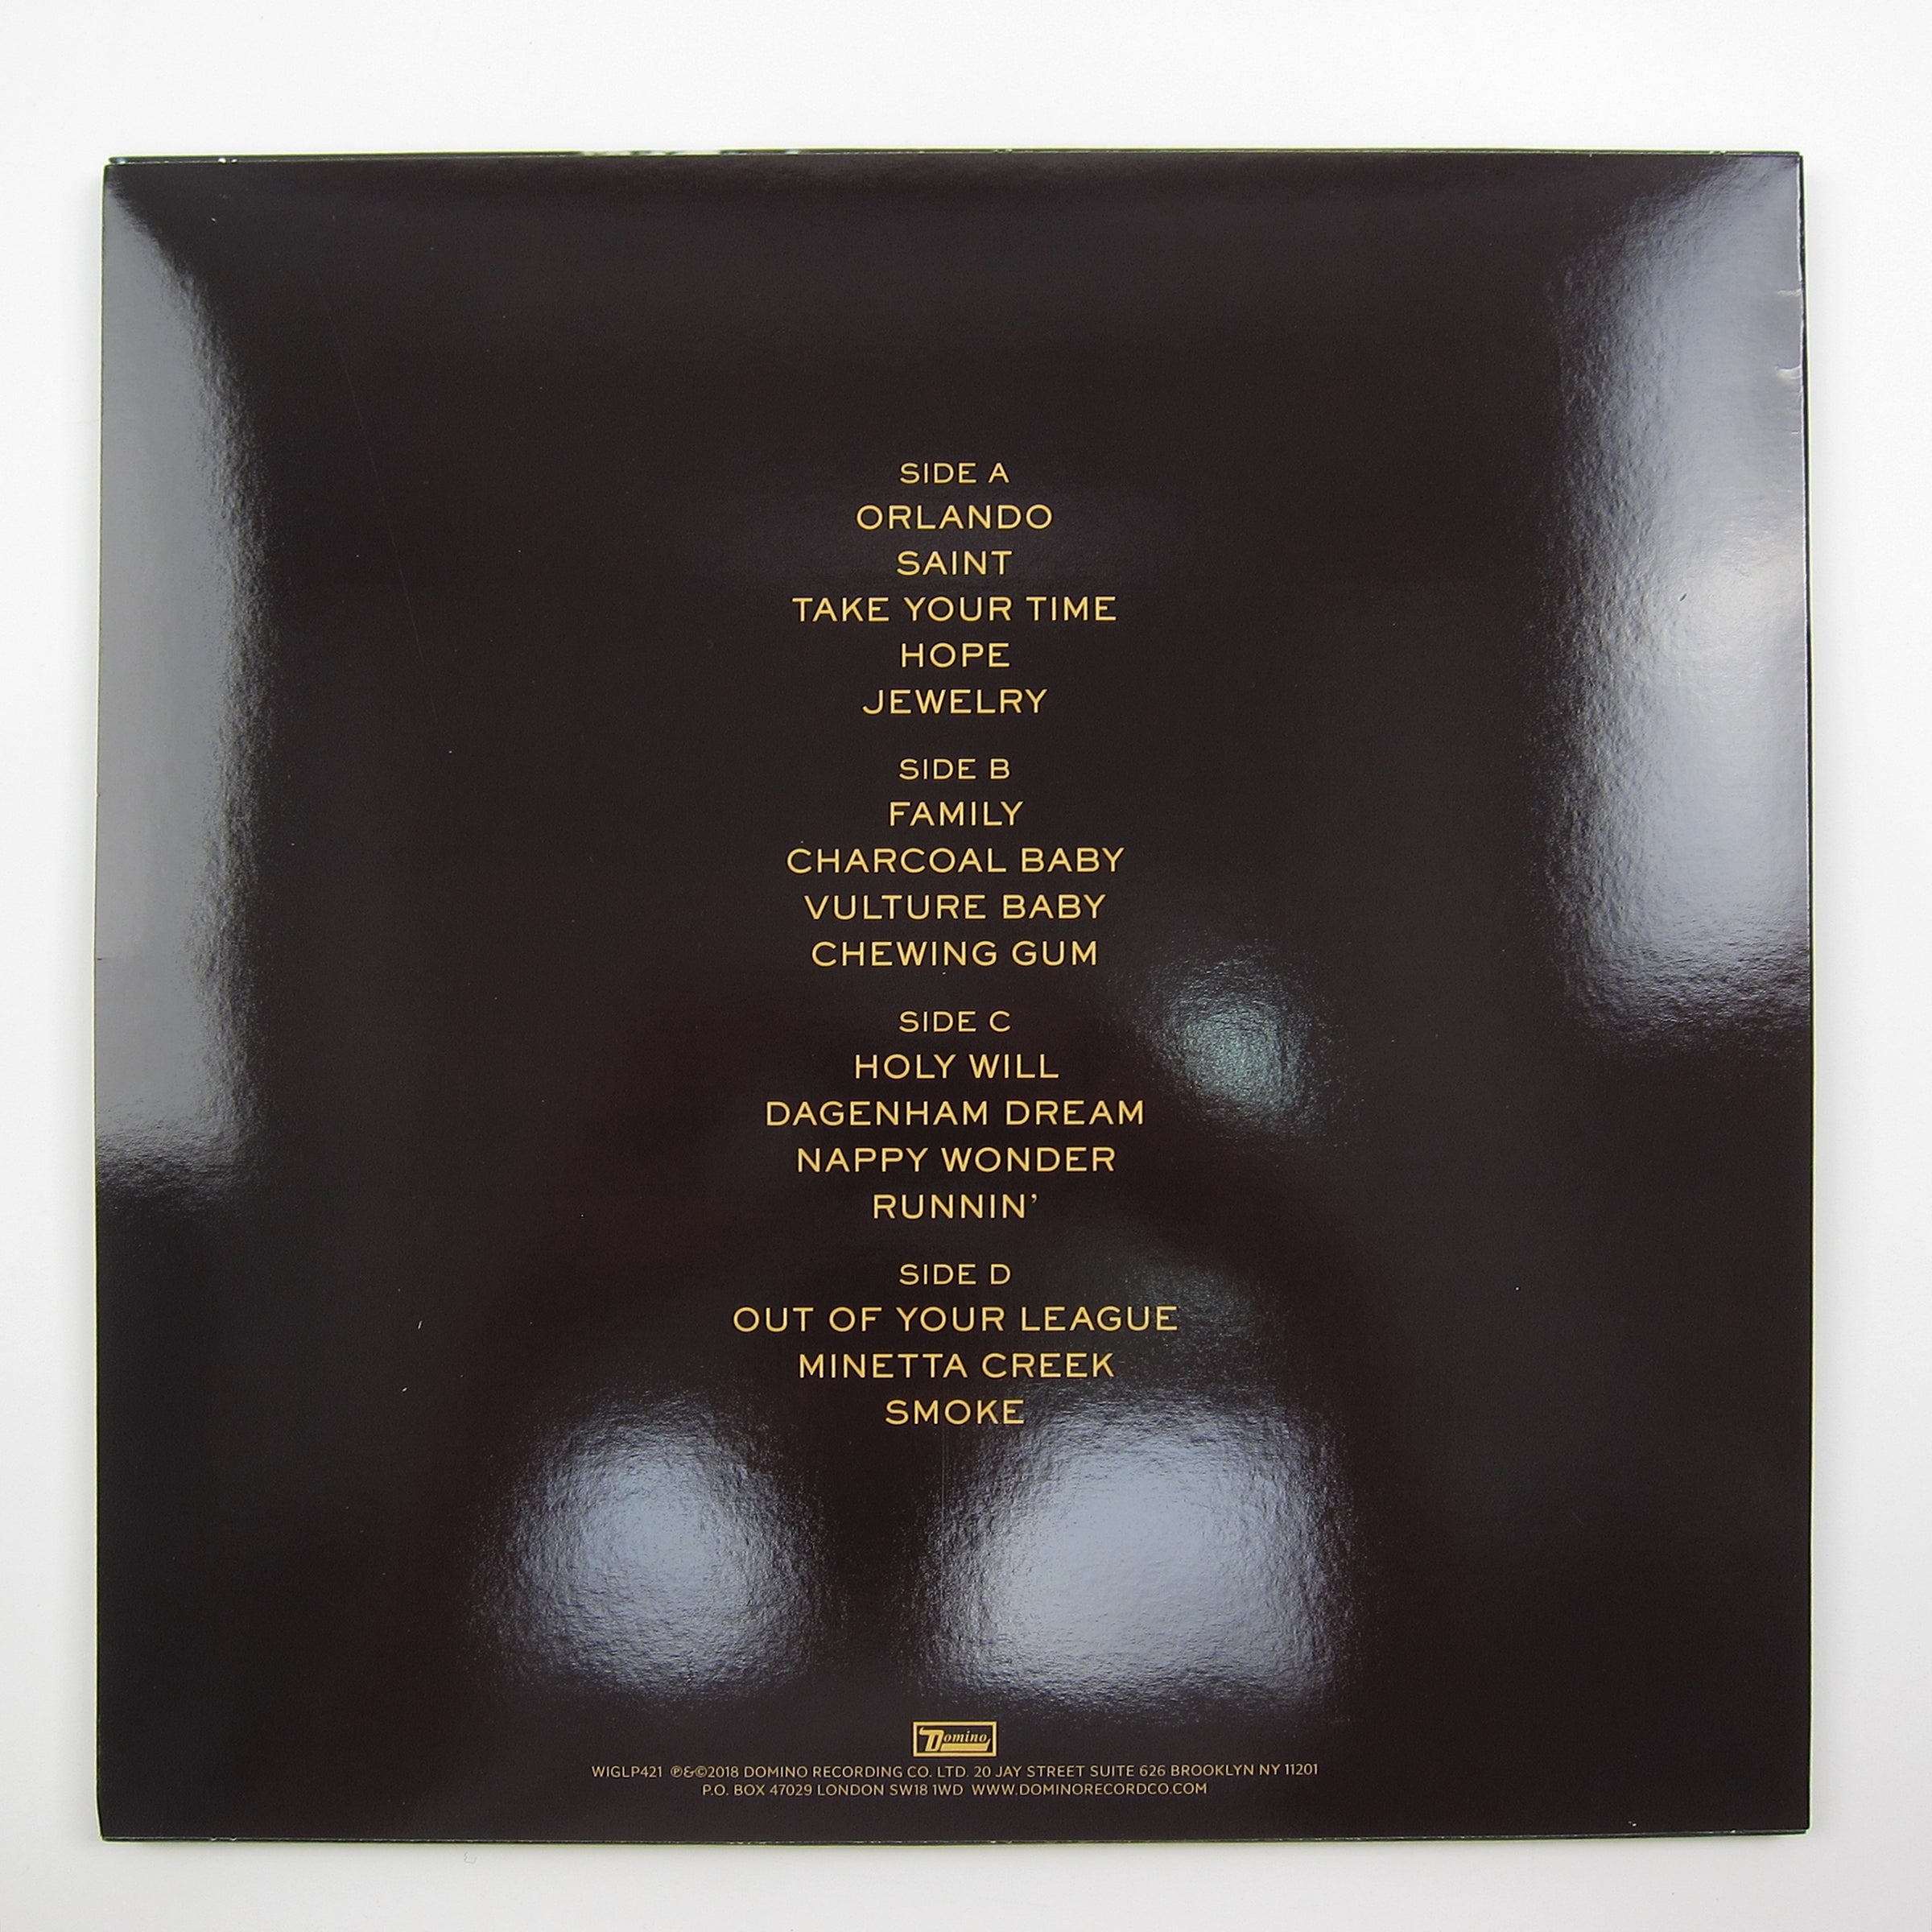 SIDE A
ORLANDO
SAINT
TAKE YOUR TIME
HOPE
JEWELRY
SIDE B
FAMILY
CHARCOAL BABY
VULTURE BABY
CHEWING GUM
SIDE C
HOLY WILL
DAGENHAM DREAM
NAPPY WONDER
RUNNIN’
SIDE D
OUT OF YOUR LEAGUE
MINETTA CREEK
SMOKE
Domino
WIGLP421 ℗&©2018 DOMINO RECORDING CO. LTD. 20 JAY STREET SUITE 626 BROOKLYN NY 11201
P.O. BOX 47029 LONDON SW18 1WD WWW.DOMINORECORDCO.COM